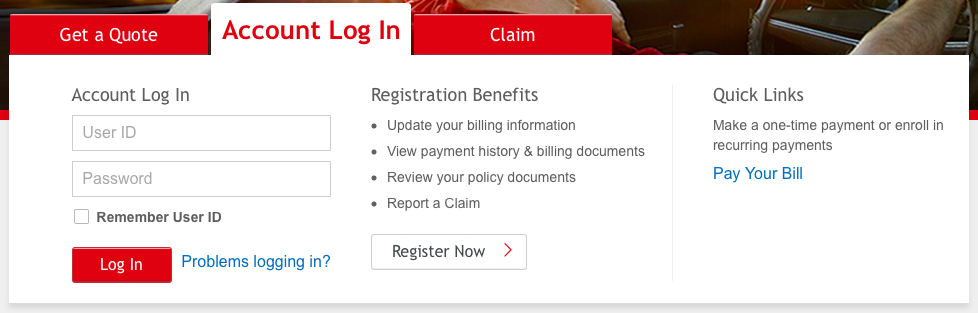 Get a Quote
Account Log In
Claim
Account Log In
User ID
Password
Remember User ID
Log In
Problems logging in?
Registration Benefits
Update your billing information
View payment history & billing documents
Review your policy documents
Report a Claim
Register Now
Quick Links
Make a one-time payment or enroll in
recurring payments
Pay Your Bill